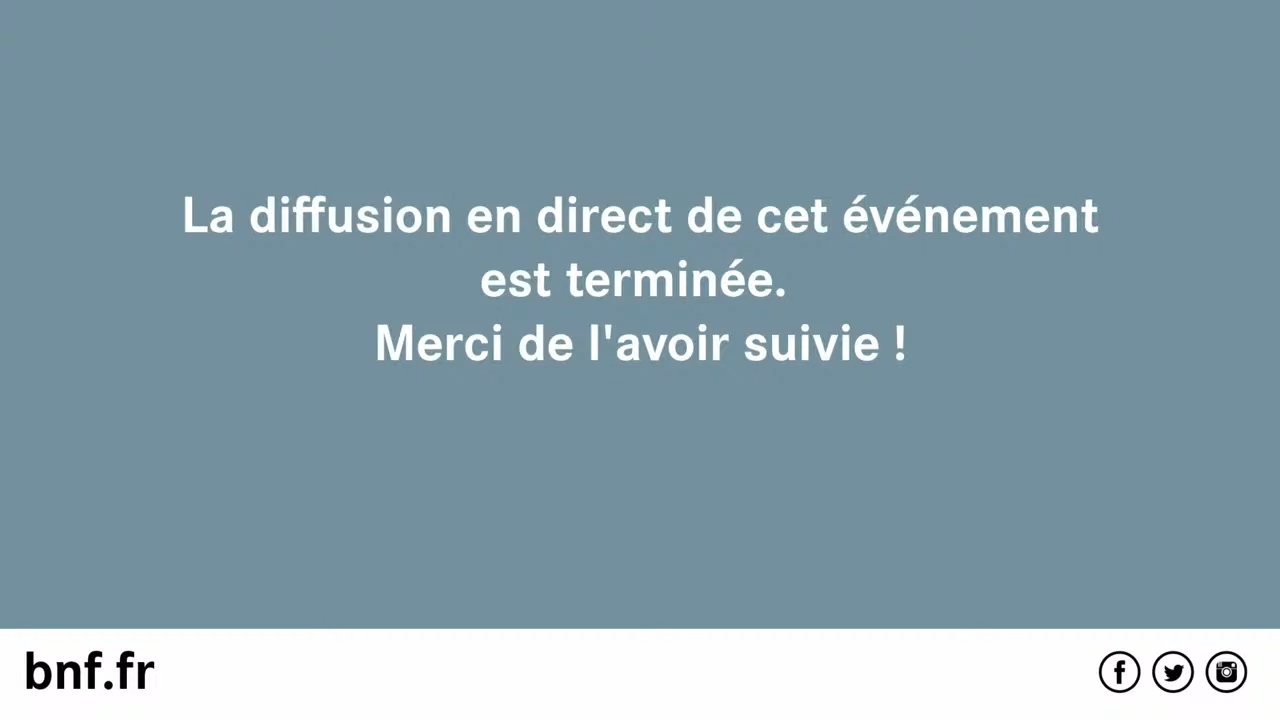 La diffusion en direct de cet événement
est terminée.
Merci de l'avoir suivie !
bnf.fr